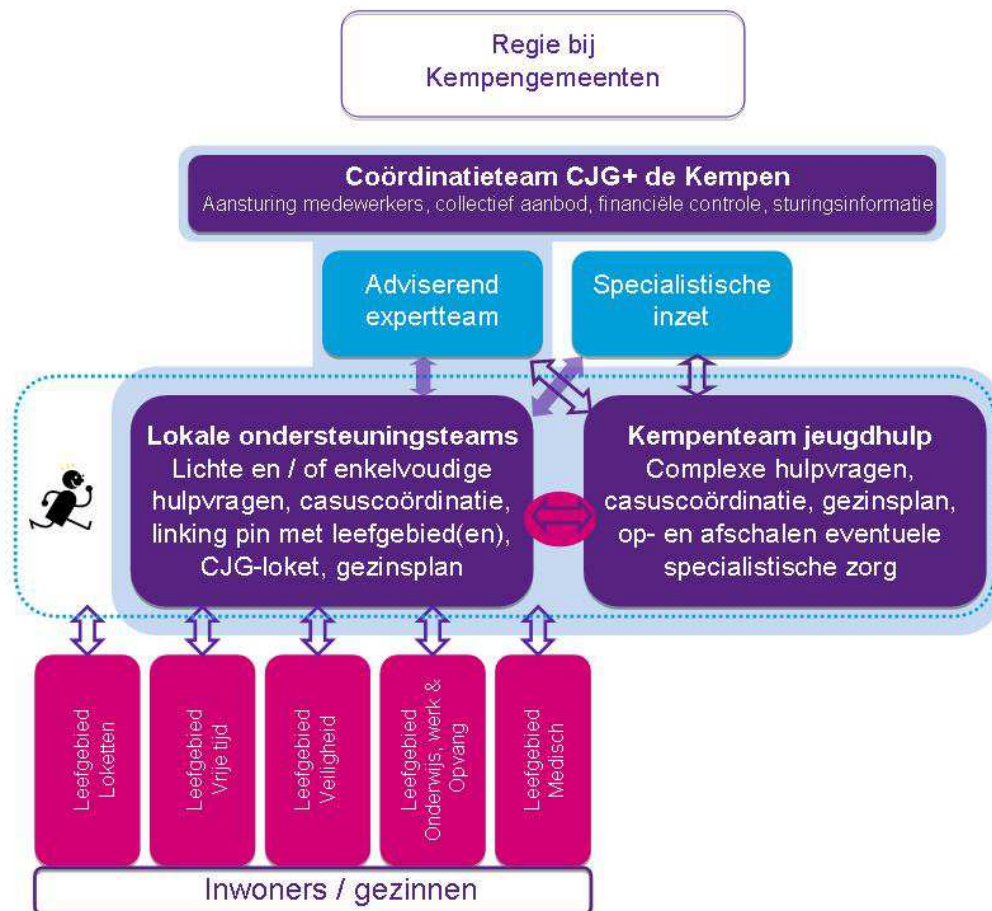 Regie bij
Kempengemeenten
Coördinatieteam CJG+ de Kempen
Aansturing medewerkers, collectief aanbod, financiële controle, sturingsinformatie
Adviserend
expertteam
Specialistische
inzet
Lokale ondersteuningsteams
Lichte en / of enkelvoudige
hulpvragen, casuscoördinatie,
linking pin met leefgebied(en),
CJG-loket, gezinsplan
Kempenteam jeugdhulp
Complexe hulpvragen,
casuscoördinatie, gezinsplan,
op- en afschalen eventuele
specialistische zorg
Leefgebied
Loketten
Leefgebied
Vrije tijd
Leefgebied
Veiligheid
Leefgebied
Onderwijs, werk &
Opvang
Leefgebied
Medisch
Inwoners / gezinnen